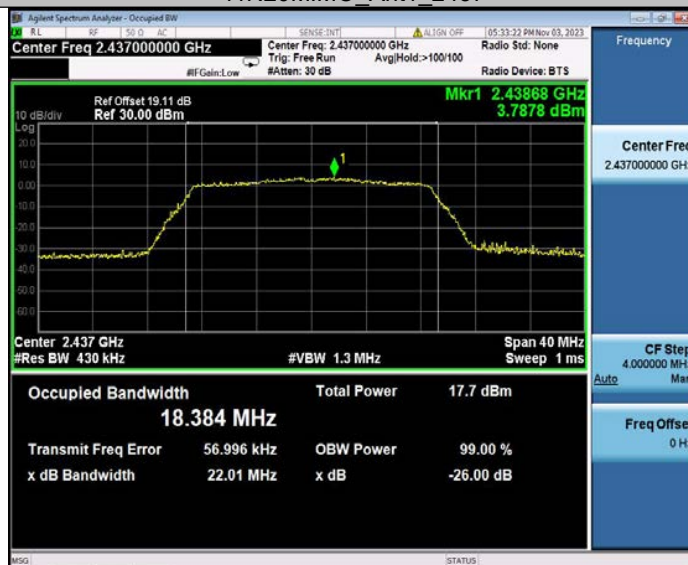 Agilent Spectrum Analyzer - Occupied BW
RL RF 50 Ω AC SENSE:INT ALIGN OFF 05:33:22 PM Nov 03, 2023
Center Freq 2.437000000 GHz
Center Freq: 2.437000000 GHz
Radio Std: None
Trig: Free Run Avg|Hold:>100/100
#IFGain:Low #Atten: 30 dB Radio Device: BTS
Frequency
Ref Offset 19.11 dB
Mkr1 2.43868 GHz
10 dB/div Ref 30.00 dBm
3.7878 dBm
Log
20.0
10.0
0.00
-10.0
-20.0
-30.0
-40.0
-50.0
-60.0
1
Center Freq
2.437000000 GHz
Center 2.437 GHz Span 40 MHz
#Res BW 430 kHz #VBW 1.3 MHz Sweep 1 ms
CF Step
4.000000 MHz
Auto Man
Occupied Bandwidth Total Power 17.7 dBm
18.384 MHz
Transmit Freq Error 56.996 kHz OBW Power 99.00 %
x dB Bandwidth 22.01 MHz x dB -26.00 dB
Freq Offset
0 Hz
MSG STATUS